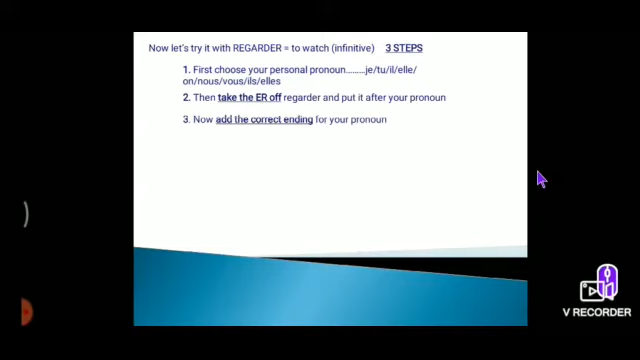 Now let's try it with REGARDER = to watch (infinitive) 3 STEPS
1. First choose your personal pronoun.........je/tu/il/elle/
on/nous/vous/ils/elles
2. Then take the ER off regarder and put it after your pronoun
3. Now add the correct ending for your pronoun
V RECORDER